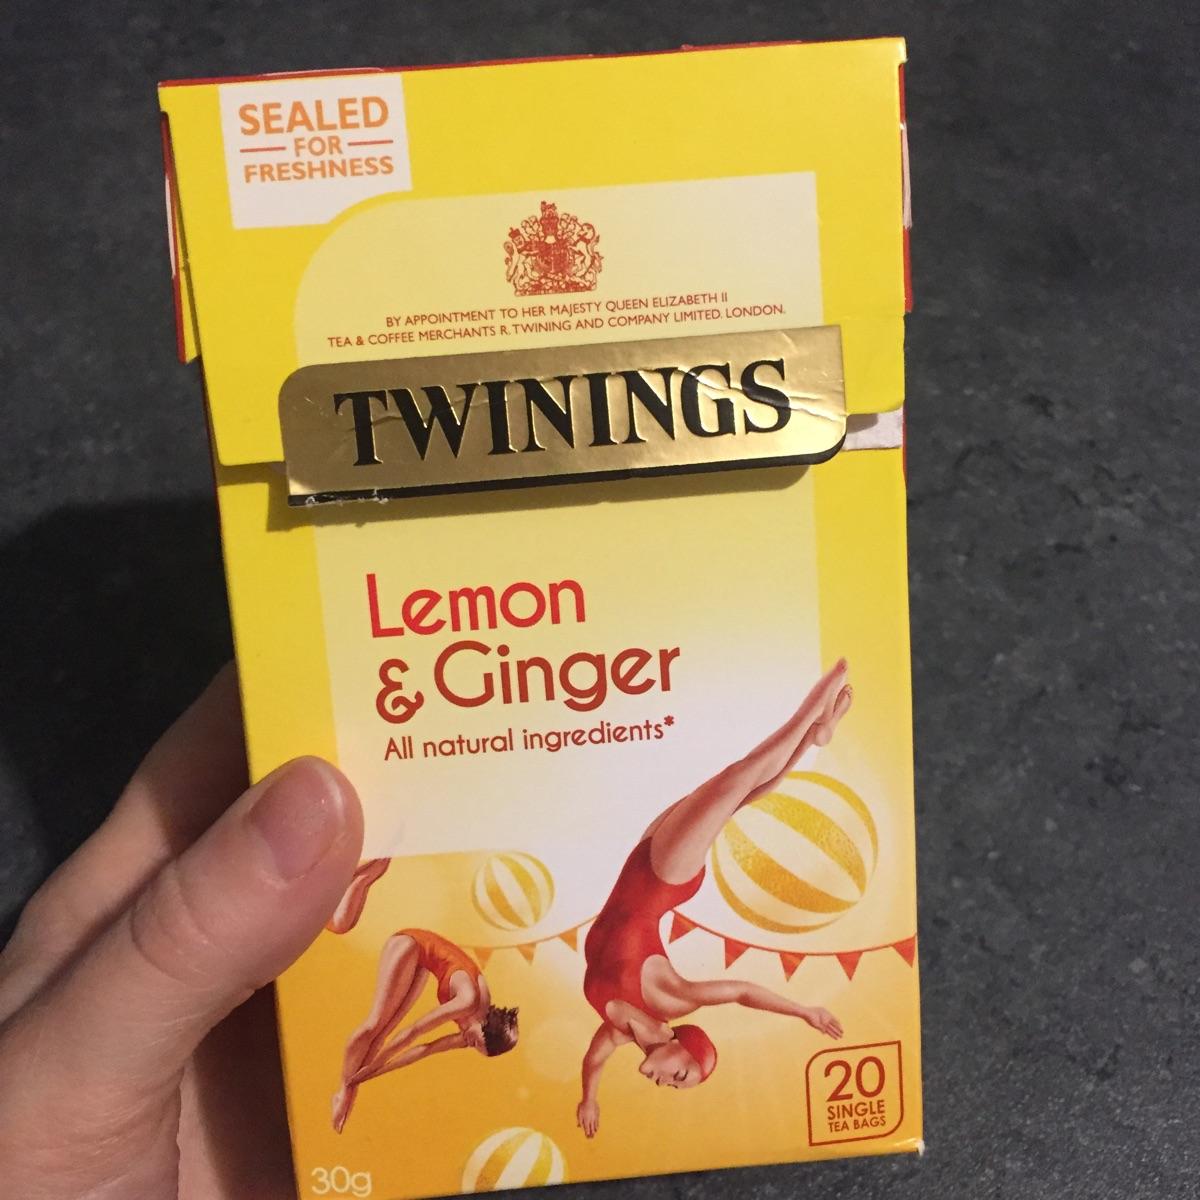 SEALED
FOR
FRESHNESS
BY APPOINTMENT TO HER MAJESTY QUEEN ELIZABETH II
TEA & COFFEE MERCHANTS R. TWINING AND COMPANY LIMITED. LONDON.
TWININGS
Lemon
& Ginger
All natural ingredients*
20
SINGLE
TEA BAGS
30g